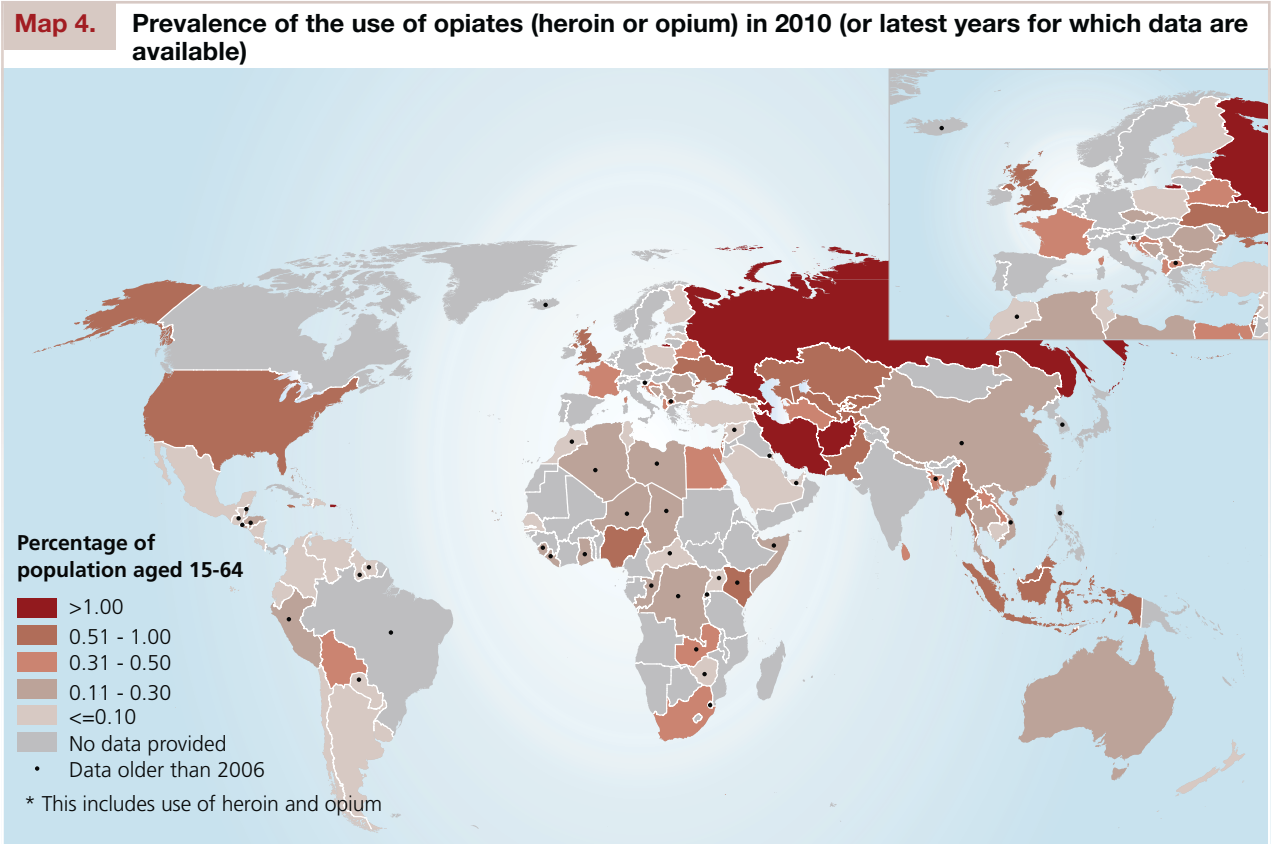 Map 4.
Prevalence of the use of opiates (heroin or opium) in 2010 (or latest years for which data are
available)
Percentage of
population aged 15-64
>1.00
0.51 - 1.00
0.31 - 0.50
0.11 - 0.30
<=0.10
No data provided
Data older than 2006
* This includes use of heroin and opium